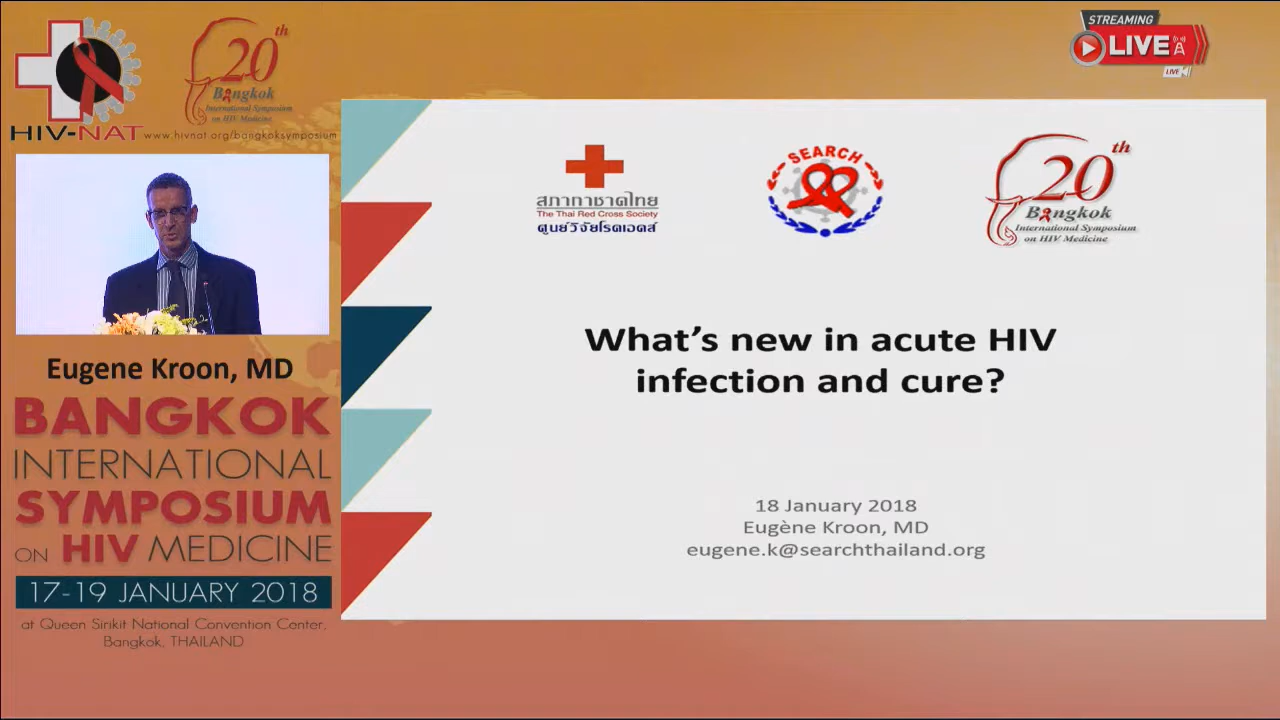 HIV-NAT
www.hivnat.org/bangkoksymposium
20th
Bangkok
International Symposium
on HIV Medicine
STREAMING
LIVE
LIVE
Eugene Kroon, MD
BANGKOK
INTERNATIONAL
SYMPOSIUM
ON HIV MEDICINE
17-19 JANUARY 2018
at Queen Sirikit National Convention Center,
Bangkok, THAILAND
สภากาชาดไทย
The Thai Red Cross Society
ศูนย์วิจัยโรคเอดส์
SEARCH
20th
Bangkok
International Symposium
on HIV Medicine
What's new in acute HIV
infection and cure?
18 January 2018
Eugène Kroon, MD
eugene.k@searchthailand.org